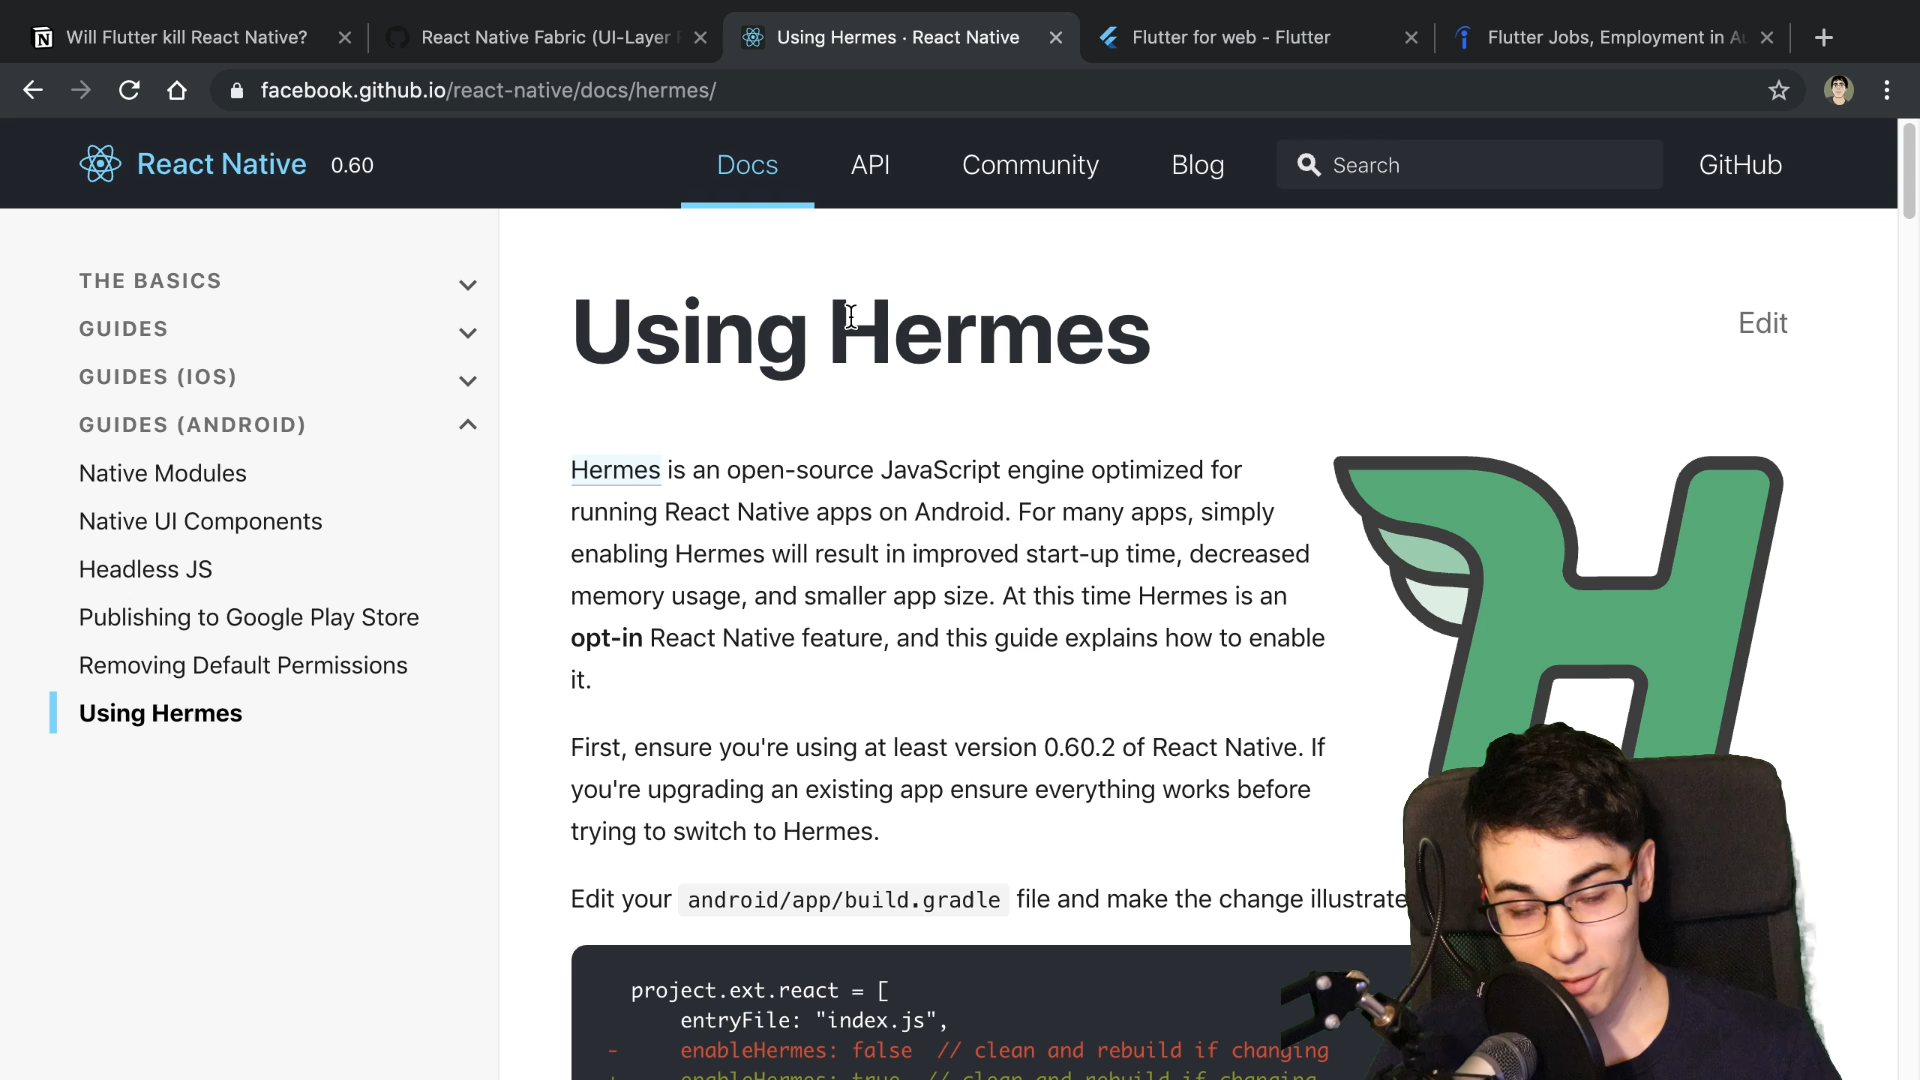 Will Flutter kill React Native?
React Native Fabric (UI-Layer
Using Hermes · React Native
Flutter for web - Flutter
Flutter Jobs, Employment in
facebook.github.io/react-native/docs/hermes/
React Native 0.60
Docs
API
Community
Blog
Search
GitHub
THE BASICS
GUIDES
GUIDES (IOS)
GUIDES (ANDROID)
Native Modules
Native UI Components
Headless JS
Publishing to Google Play Store
Removing Default Permissions
Using Hermes
Using Hermes
Edit
Hermes is an open-source JavaScript engine optimized for
running React Native apps on Android. For many apps, simply
enabling Hermes will result in improved start-up time, decreased
memory usage, and smaller app size. At this time Hermes is an
opt-in React Native feature, and this guide explains how to enable
it.
First, ensure you're using at least version 0.60.2 of React Native. If
you're upgrading an existing app ensure everything works before
trying to switch to Hermes.
Edit your android/app/build.gradle file and make the change illustrate
project.ext.react = [
entryFile: "index.js",
- enableHermes: false // clean and rebuild if changing
+ enableHermes: true // clean and rebuild if changing